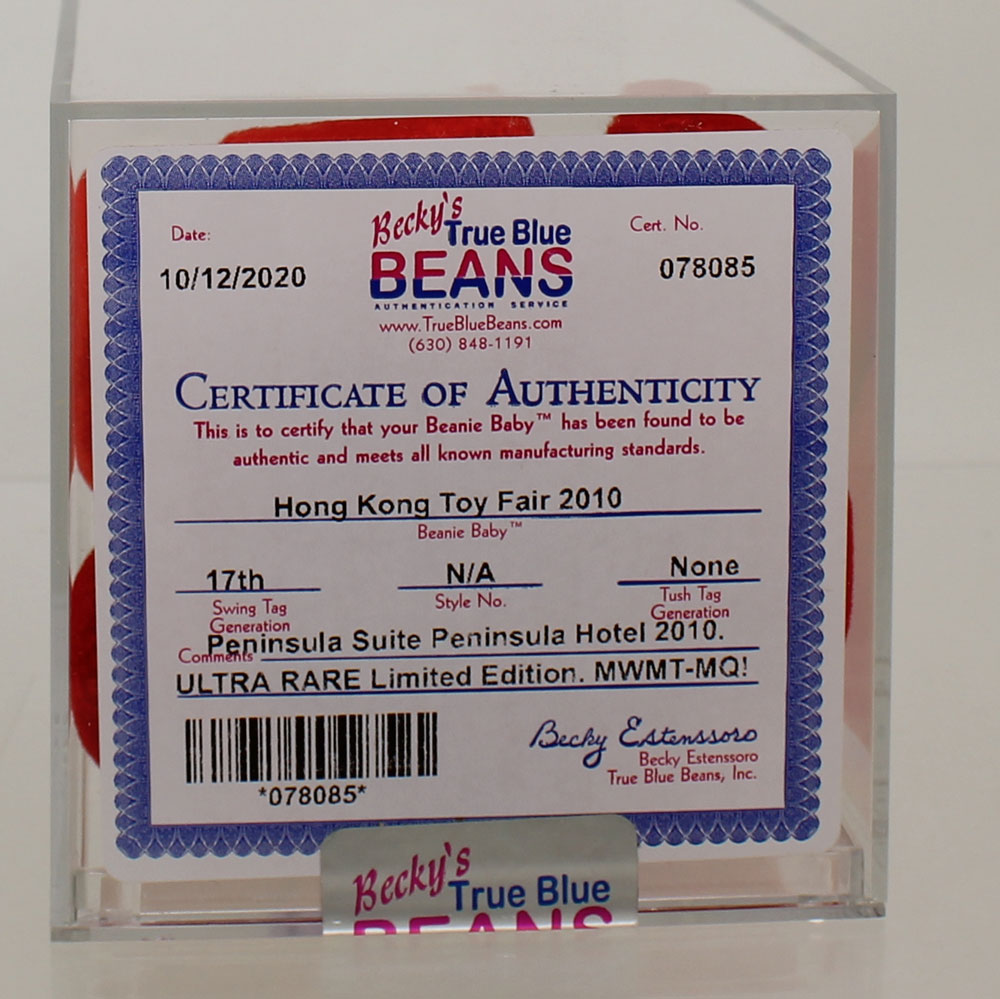 Date:
10/12/2020
Becky's
True Blue
BEANS
AUTHENTICATION SERVICE
www.TrueBlueBeans.com
(630) 848-1191
Cert. No.
078085
CERTIFICATE OF AUTHENTICITY
This is to certify that your Beanie Baby™ has been found to be
authentic and meets all known manufacturing standards.
Hong Kong Toy Fair 2010
Beanie Baby™
17th
Swing Tag
Generation
N/A
Style No.
None
Tush Tag
Generation
Peninsula Suite Peninsula Hotel 2010.
Comments
ULTRA RARE Limited Edition. MWMT-MQ!
*078085*
Becky Estenssoro
Becky Estenssoro
True Blue Beans, Inc.
Becky's
True Blue
BEANS